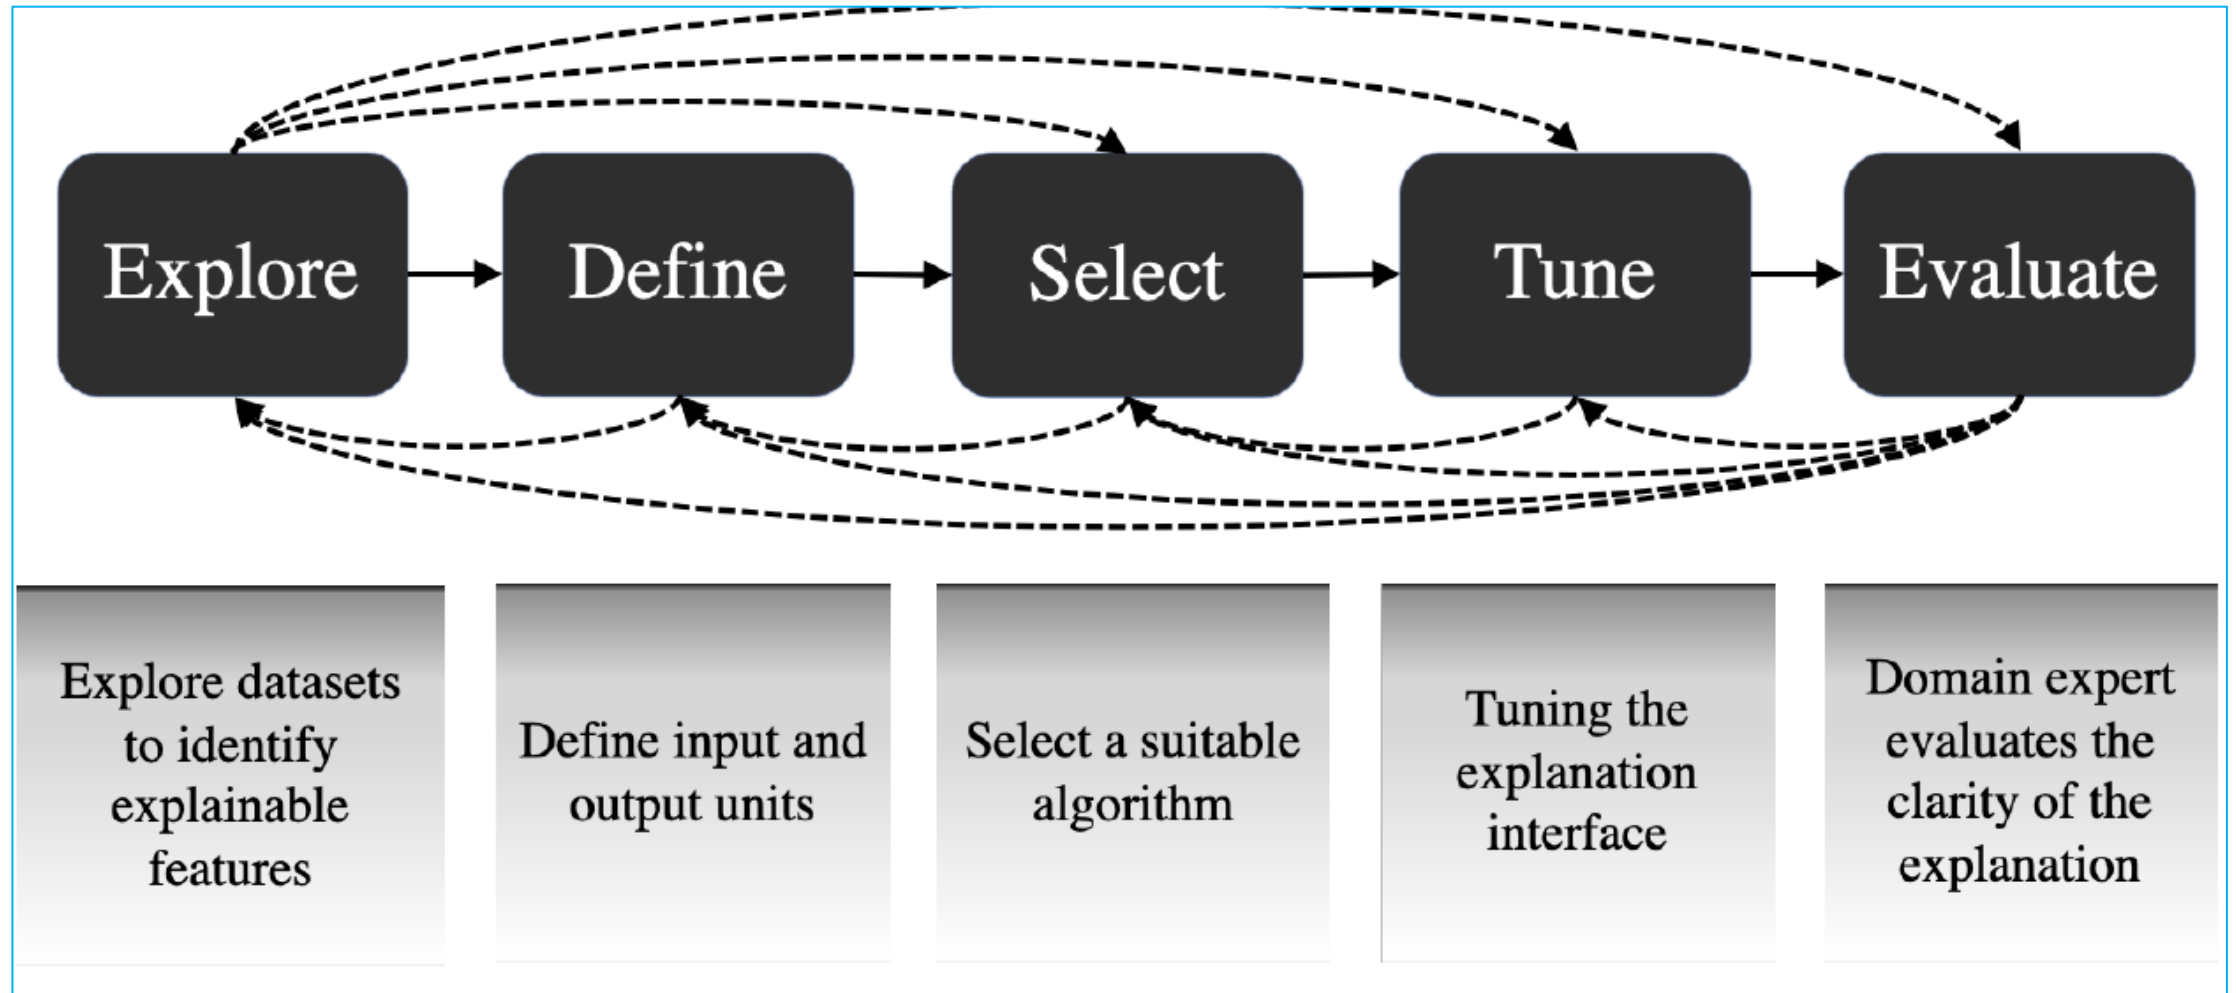 Explore
Define
Select
Tune
Evaluate
Explore datasets
to identify
explainable
features
Define input and
output units
Select a suitable
algorithm
Tuning the
explanation
interface
Domain expert
evaluates the
clarity of the
explanation